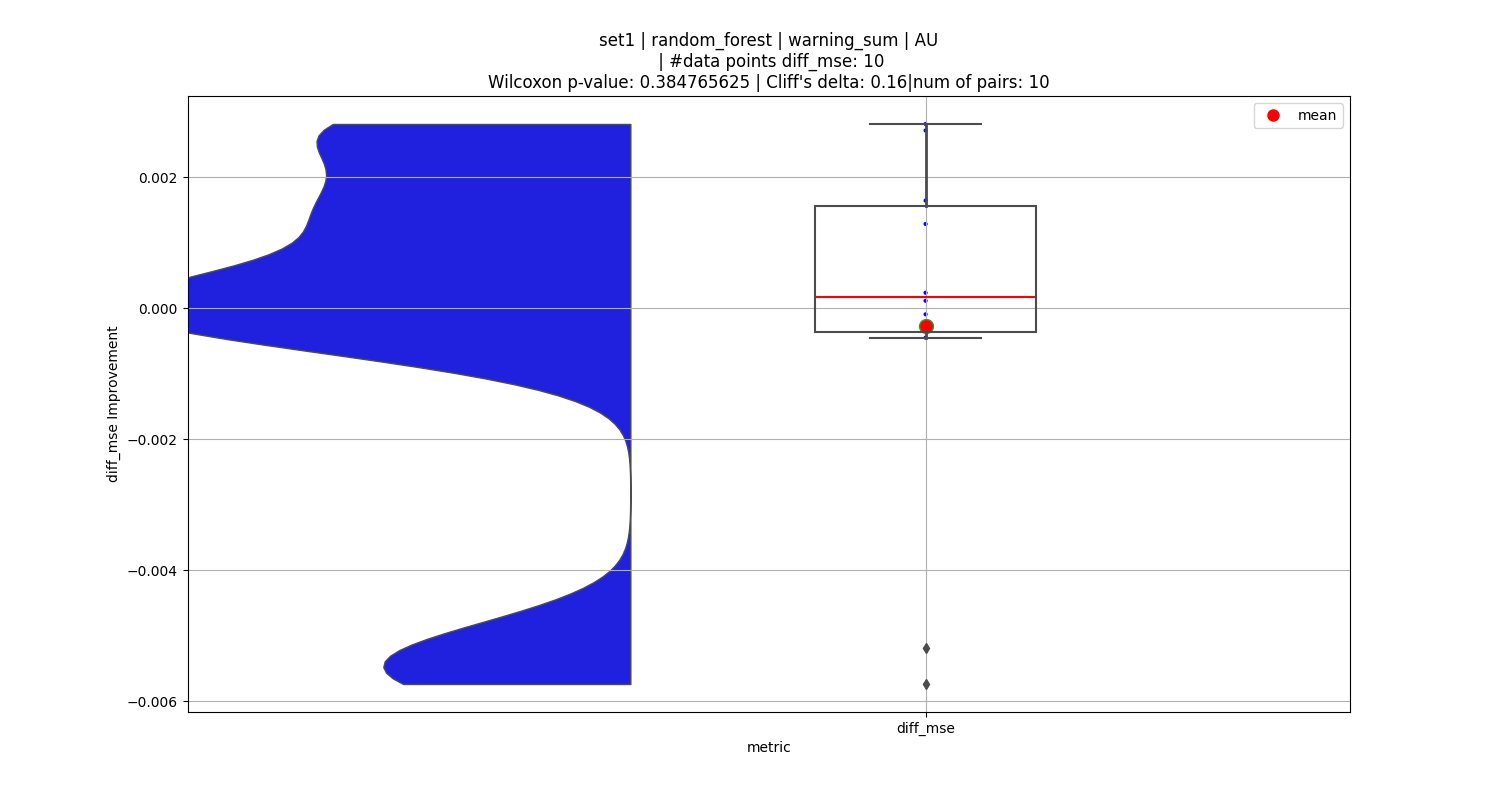 set1 | random_forest | warning_sum | AU
| #data points diff_mse: 10
Wilcoxon p-value: 0.384765625 | Cliff's delta: 0.16|num of pairs: 10
mean
0.002
0.000
−0.002
−0.004
−0.006
diff_mse Improvement
diff_mse
metric